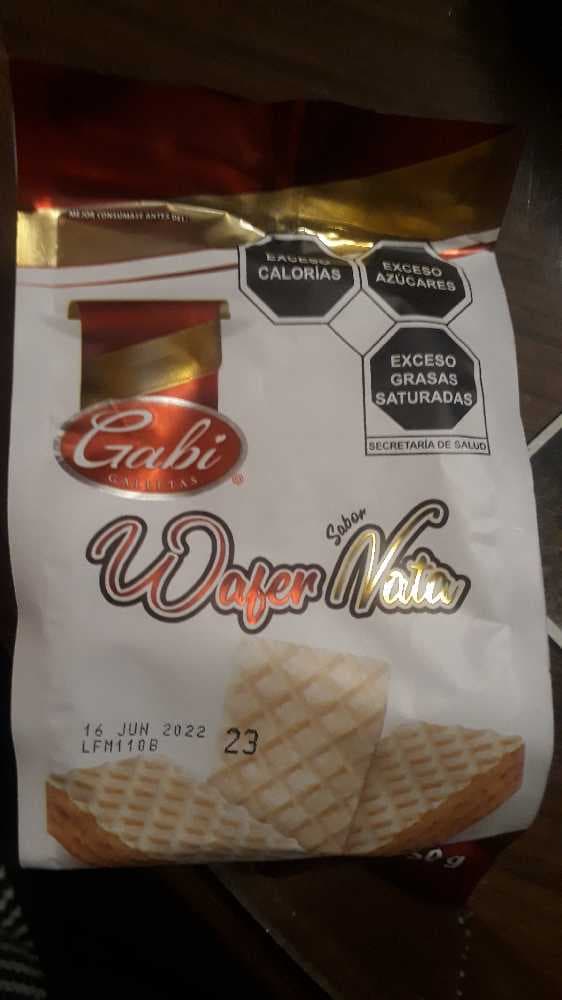 MEJOR CONSUMASE ANTES DEL:
EXCESO
CALORÍAS
EXCESO
AZÚCARES
EXCESO
GRASAS
SATURADAS
SECRETARÍA DE SALUD
Gabi
GALLETAS
®
Wafer Sabor Nata
16 JUN 2022
LFM110B
23